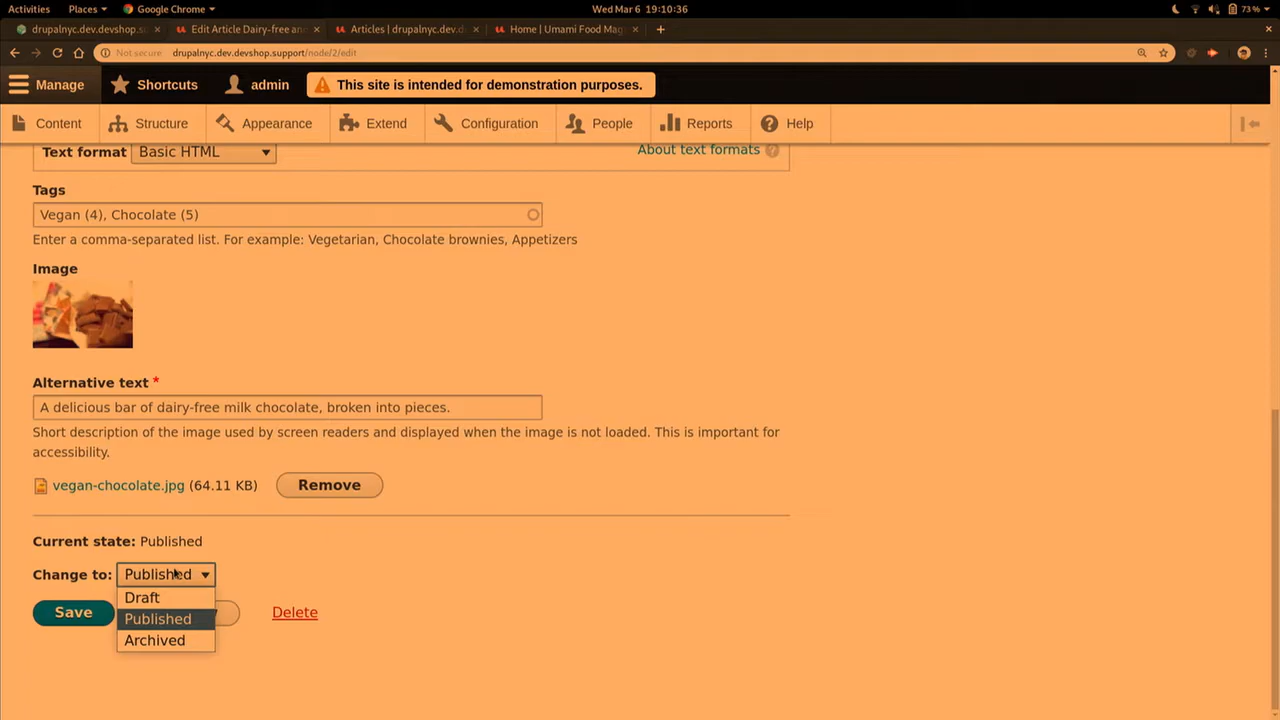 Activities Places Google Chrome Wed Mar 6 19:10:36 73%
drupalnyc.dev.devshop.s Edit Article Dairy-free an Articles | drupalnyc.dev.d Home | Umami Food Mag
Not secure drupalnyc.dev.devshop.support/node/2/edit
Manage Shortcuts admin This site is intended for demonstration purposes.
Content Structure Appearance Extend Configuration People Reports Help
Text format Basic HTML About text formats
Tags
Vegan (4), Chocolate (5)
Enter a comma-separated list. For example: Vegetarian, Chocolate brownies, Appetizers
Image
Alternative text *
A delicious bar of dairy-free milk chocolate, broken into pieces.
Short description of the image used by screen readers and displayed when the image is not loaded. This is important for
accessibility.
vegan-chocolate.jpg (64.11 KB) Remove
Current state: Published
Change to: Published
Draft
Save Published Delete
Archived